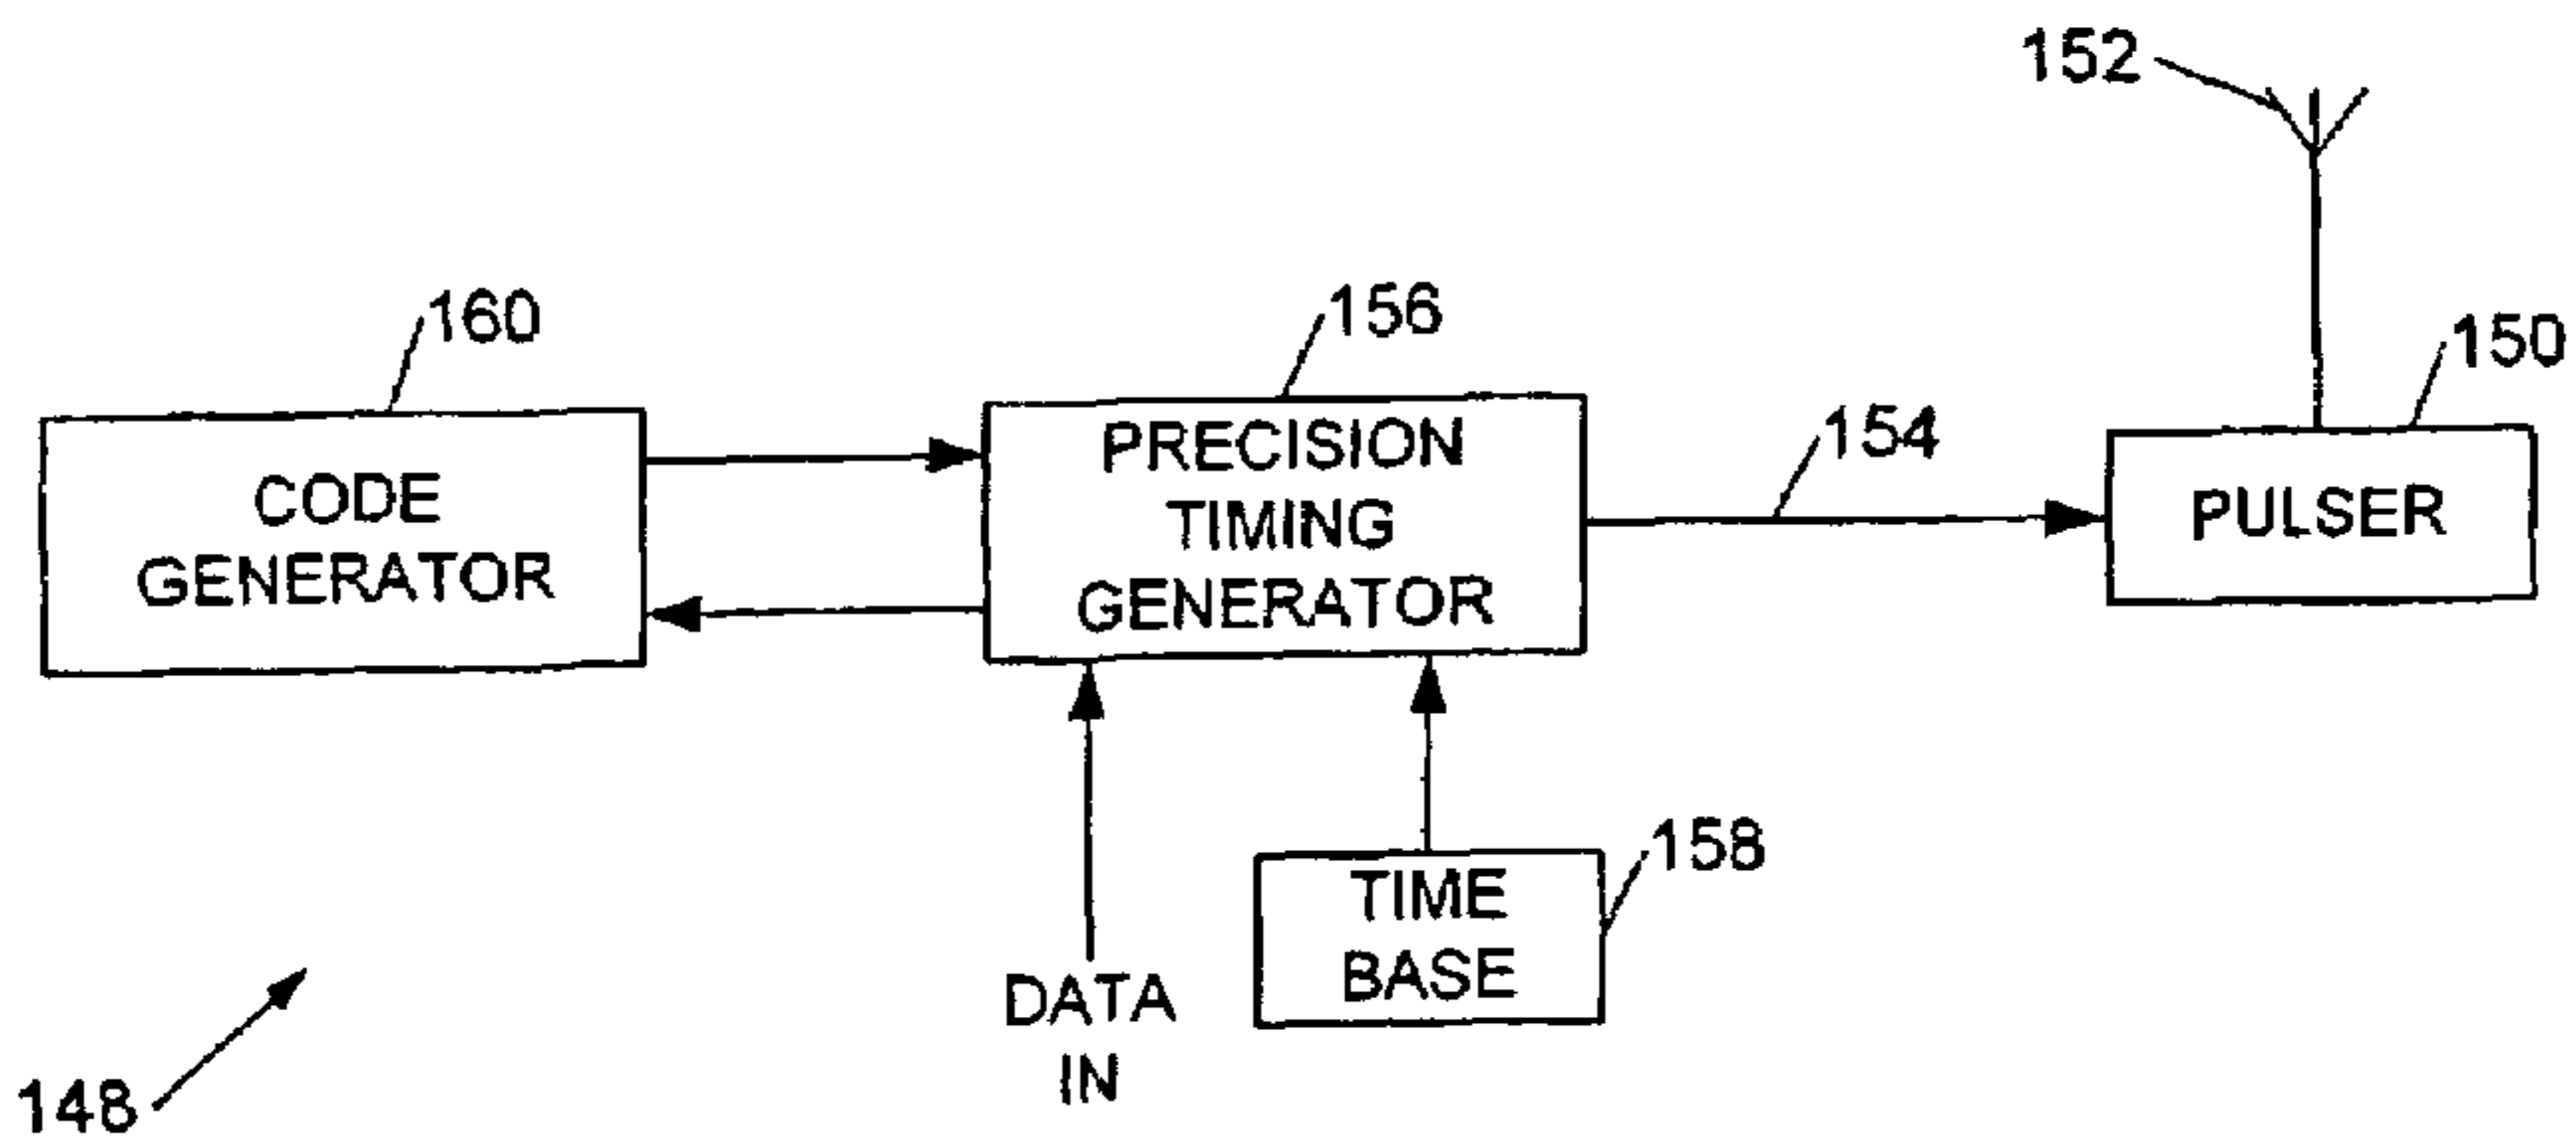 152
160
156
150
154
CODE
GENERATOR
PRECISION
TIMING
GENERATOR
PULSER
158
TIME
BASE
DATA
IN
148